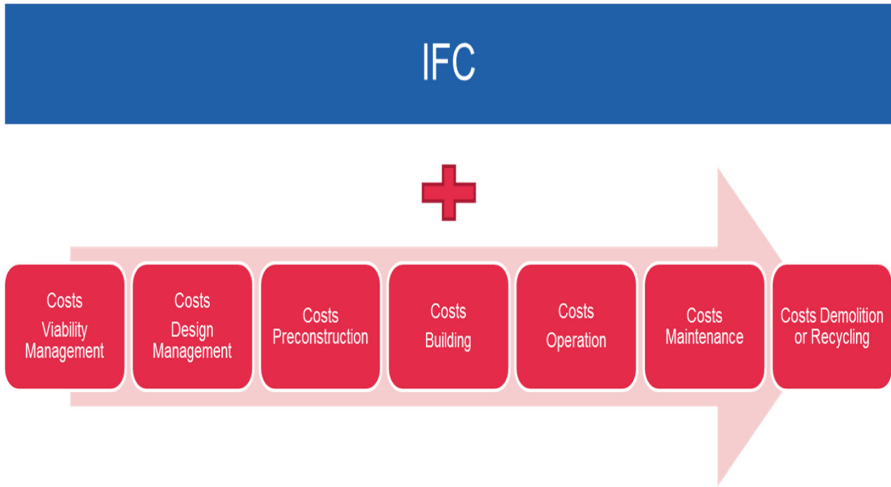 IFC
Costs
Viability
Management
Costs
Design
Management
Costs
Preconstruction
Costs
Building
Costs
Operation
Costs
Maintenance
Costs Demolition
or Recycling